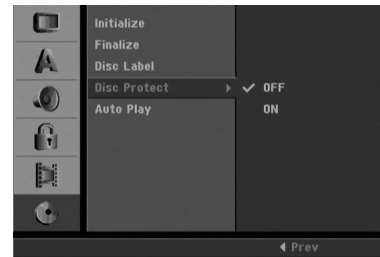 Initialize
Finalize
Disc Label
Disc Protect
Auto Play
✓ OFF
ON
Prev